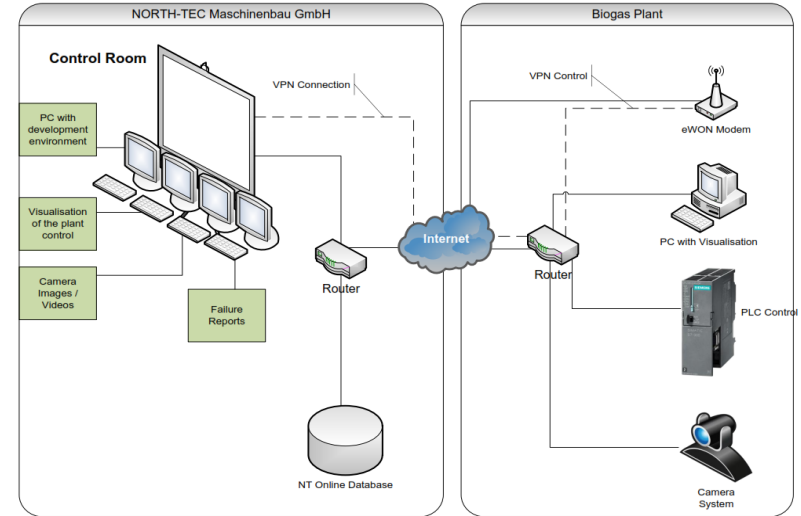 NORTH-TEC Maschinenbau GmbH
Biogas Plant
Control Room
VPN Connection
VPN Control
PC with
development
environment
eWON Modem
Visualisation
of the plant
control
Internet
PC with Visualisation
Router
Router
Camera
Images /
Videos
Failure
Reports
SIEMENS
PLC Control
NT Online Database
Camera
System